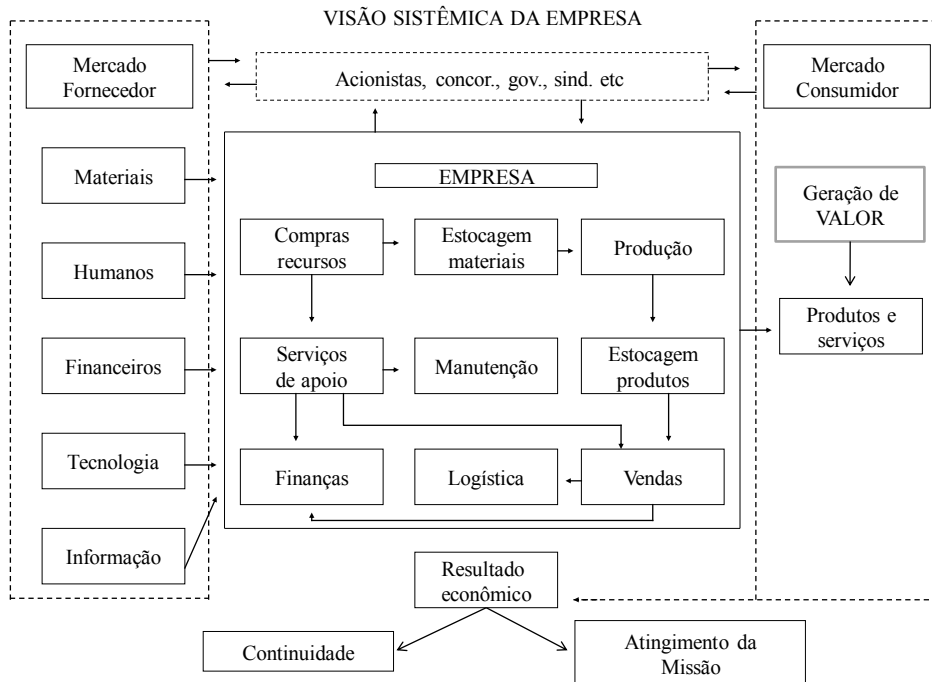 VISÃO SISTÊMICA DA EMPRESA
Mercado
Fornecedor
Acionistas, concor., gov., sind. etc
Mercado
Consumidor
Materiais
Humanos
Financeiros
Tecnologia
Informação
EMPRESA
Compras
recursos
Estocagem
materiais
Produção
Serviços
de apoio
Manutenção
Estocagem
produtos
Finanças
Logística
Vendas
Geração de
VALOR
Produtos e
serviços
Resultado
econômico
Continuidade
Atingimento da
Missão